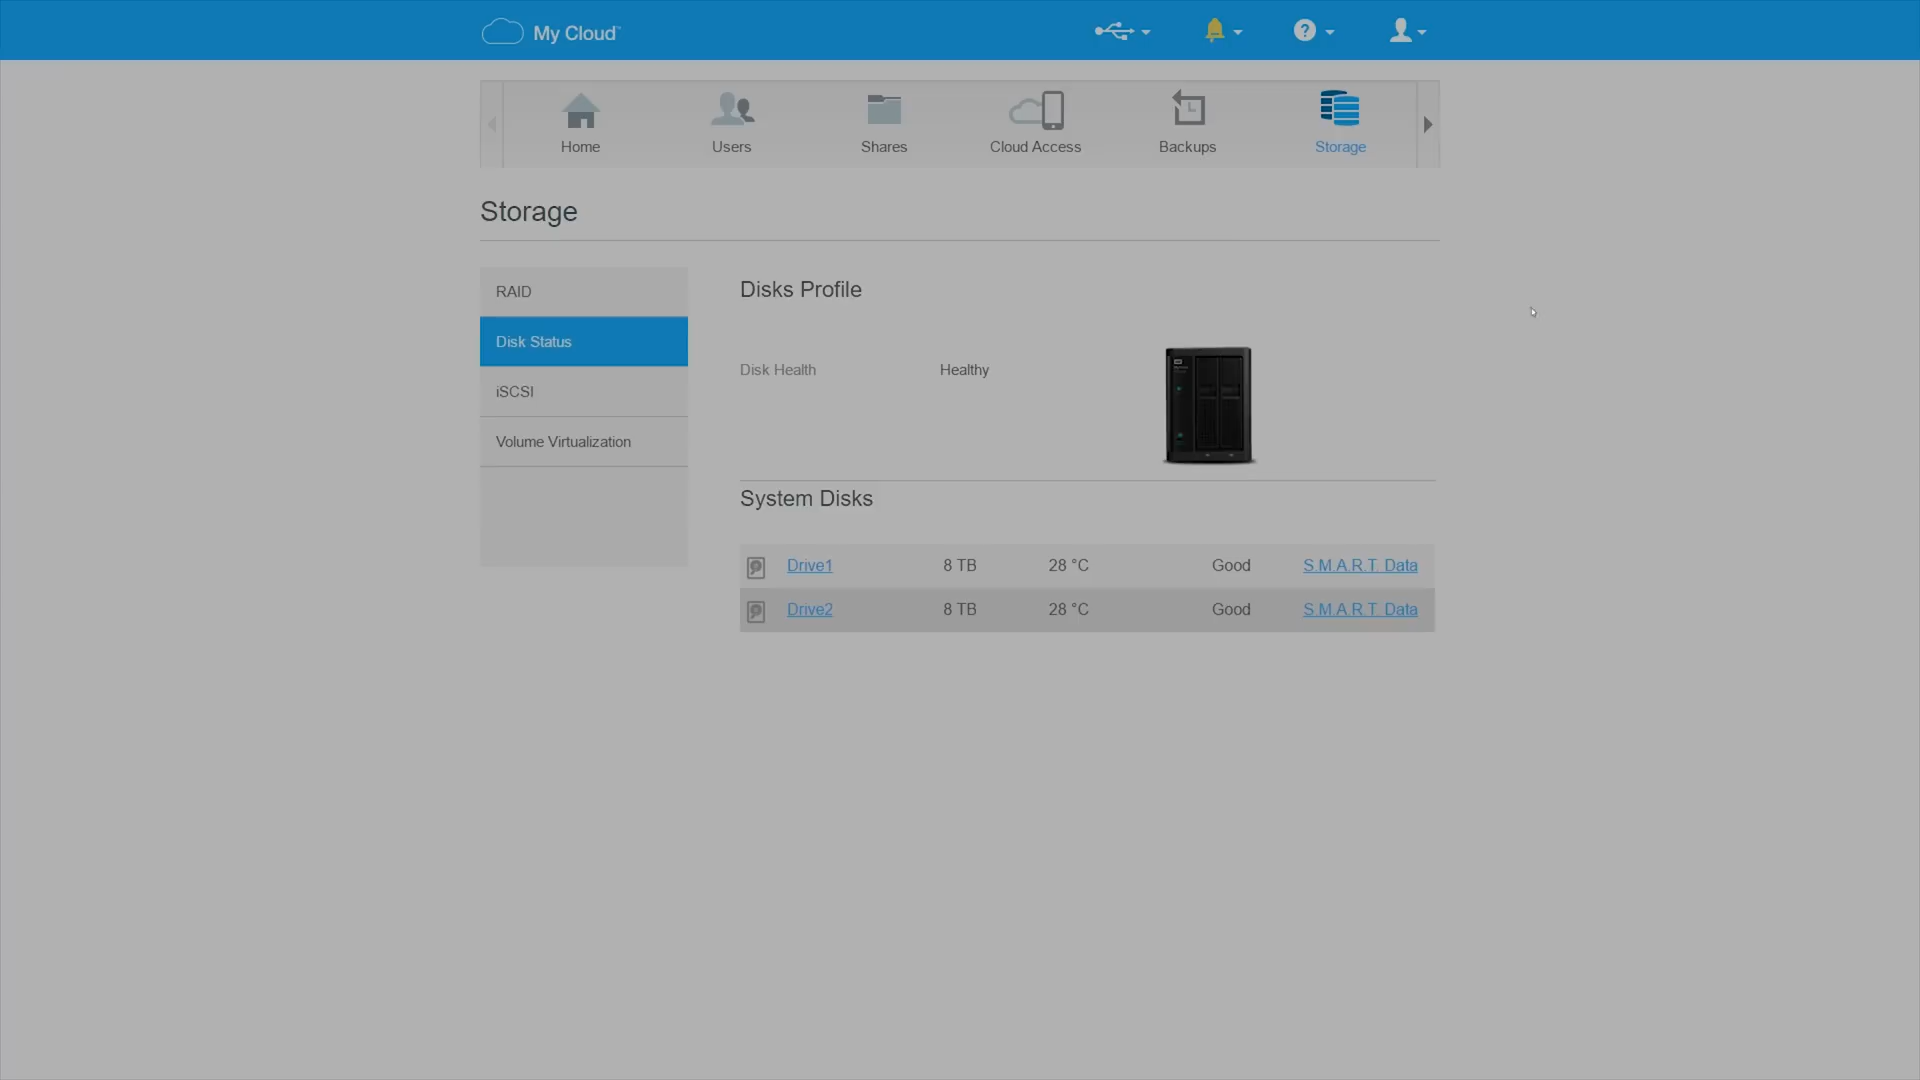 My Cloud™
Home
Users
Shares
Cloud Access
Backups
Storage
Storage
RAID
Disk Status
iSCSI
Volume Virtualization
Disks Profile
Disk Health Healthy
System Disks
Drive1 8 TB 28 °C Good S.M.A.R.T. Data
Drive2 8 TB 28 °C Good S.M.A.R.T. Data